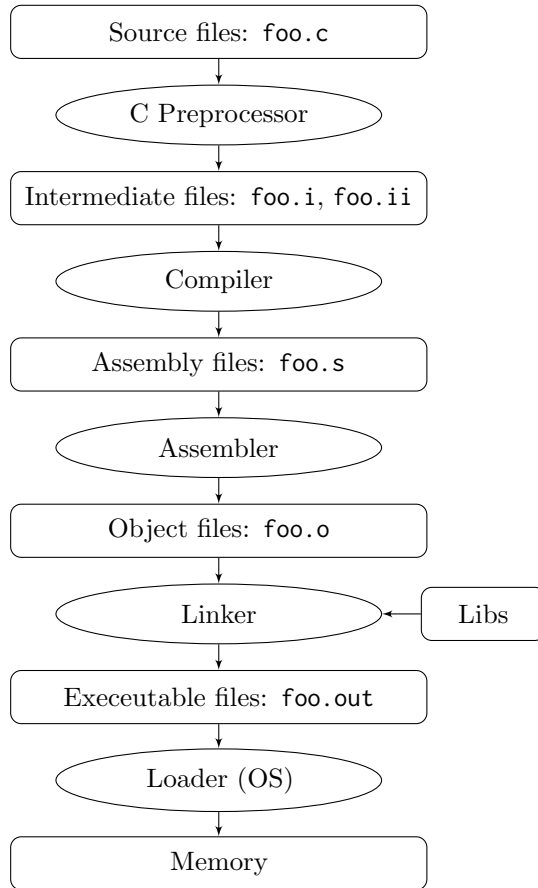 Source files: foo.c
C Preprocessor
Intermediate files: foo.i, foo.ii
Compiler
Assembly files: foo.s
Assembler
Object files: foo.o
Linker
Libs
Execeutable files: foo.out
Loader (OS)
Memory